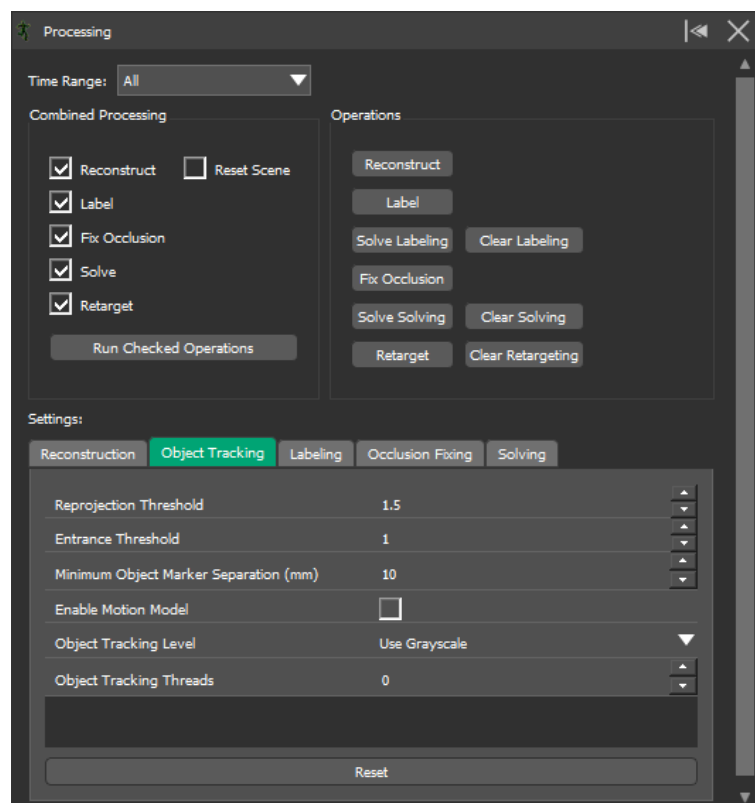 Processing
Time Range: All
Combined Processing
Reconstruct Reset Scene
Label
Fix Occlusion
Solve
Retarget
Run Checked Operations
Operations
Reconstruct
Label
Solve Labeling Clear Labeling
Fix Occlusion
Solve Solving Clear Solving
Retarget Clear Retargeting
Settings:
Reconstruction Object Tracking Labeling Occlusion Fixing Solving
Reprojection Threshold 1.5
Entrance Threshold 1
Minimum Object Marker Separation (mm) 10
Enable Motion Model
Object Tracking Level Use Grayscale
Object Tracking Threads 0
Reset